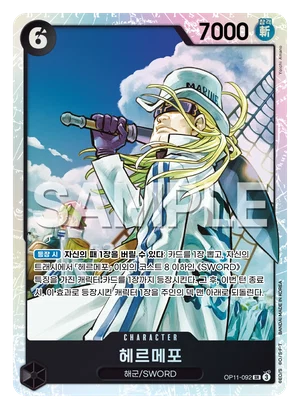 6
7000
참격
斬
MARINE
SAMPLE
등장 시 자신의 패 1장을 버릴 수 있다: 카드를 1장 뽑고, 자신의
트래시에서 「헤르메포」 이외의 코스트 8 이하인 《SWORD》
특징을 가진 캐릭터 카드를 1장까지 등장시킨다. 그 후, 이번 턴 종료
시, 이 효과로 등장시킨 캐릭터 1장을 주인의 덱 맨 아래로 되돌린다.
CHARACTER
헤르메포
해군/SWORD
OP11-092 SR